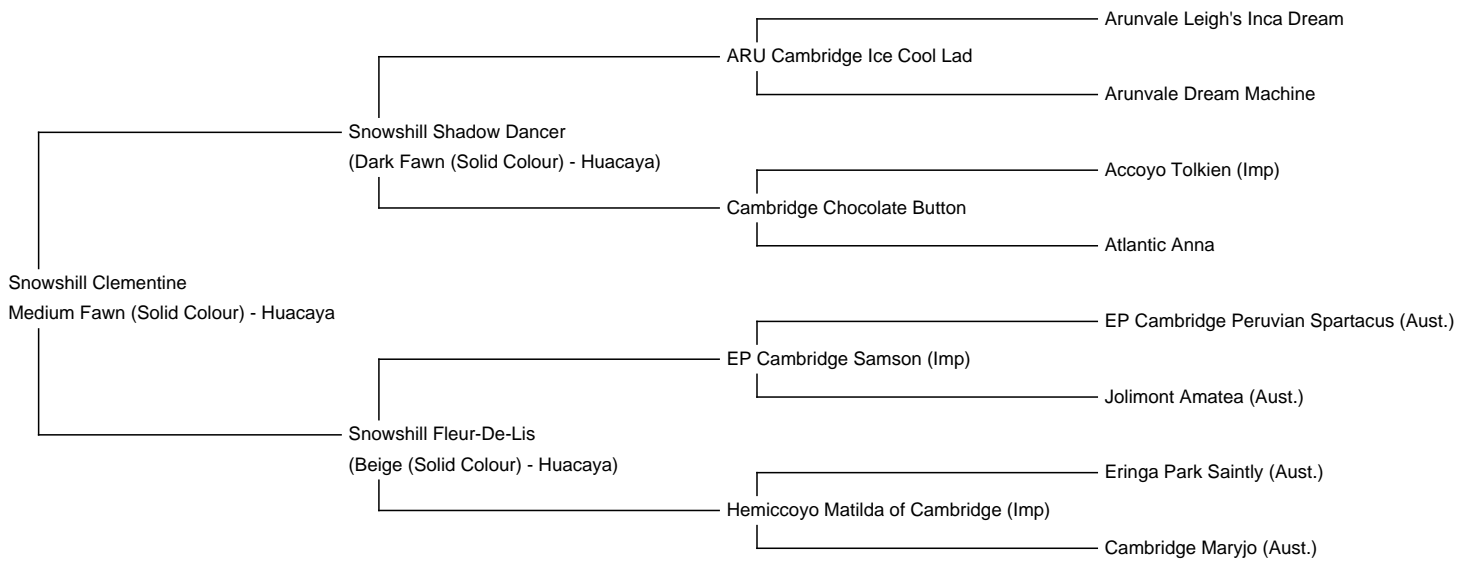 Arunvale Leigh's Inca Dream
ARU Cambridge Ice Cool Lad
Arunvale Dream Machine
Snowshill Shadow Dancer
(Dark Fawn (Solid Colour) - Huacaya)
Accoyo Tolkien (Imp)
Cambridge Chocolate Button
Atlantic Anna
Snowshill Clementine
Medium Fawn (Solid Colour) - Huacaya
EP Cambridge Peruvian Spartacus (Aust.)
EP Cambridge Samson (Imp)
Jolimont Amatea (Aust.)
Snowshill Fleur-De-Lis
(Beige (Solid Colour) - Huacaya)
Eringa Park Saintly (Aust.)
Hemiccoyo Matilda of Cambridge (Imp)
Cambridge Maryjo (Aust.)